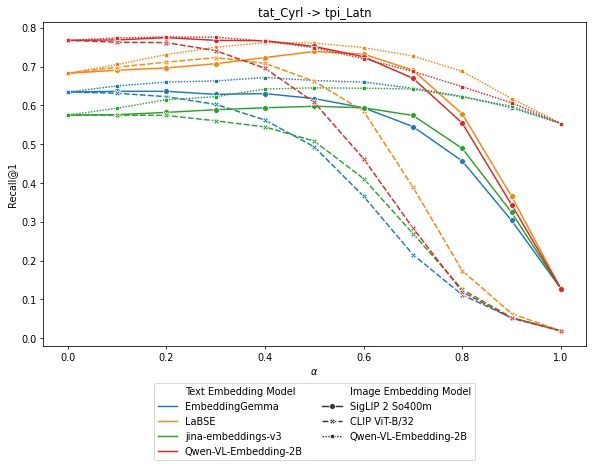 tat_Cyrl -> tpi_Latn
Recall@1
0.8
0.7
0.6
0.5
0.4
0.3
0.2
0.1
0.0
0.0
0.2
0.4
0.6
0.8
1.0
α
Text Embedding Model
EmbeddingGemma
LaBSE
jina-embeddings-v3
Qwen-VL-Embedding-2B
Image Embedding Model
SigLIP 2 So400m
CLIP ViT-B/32
Qwen-VL-Embedding-2B